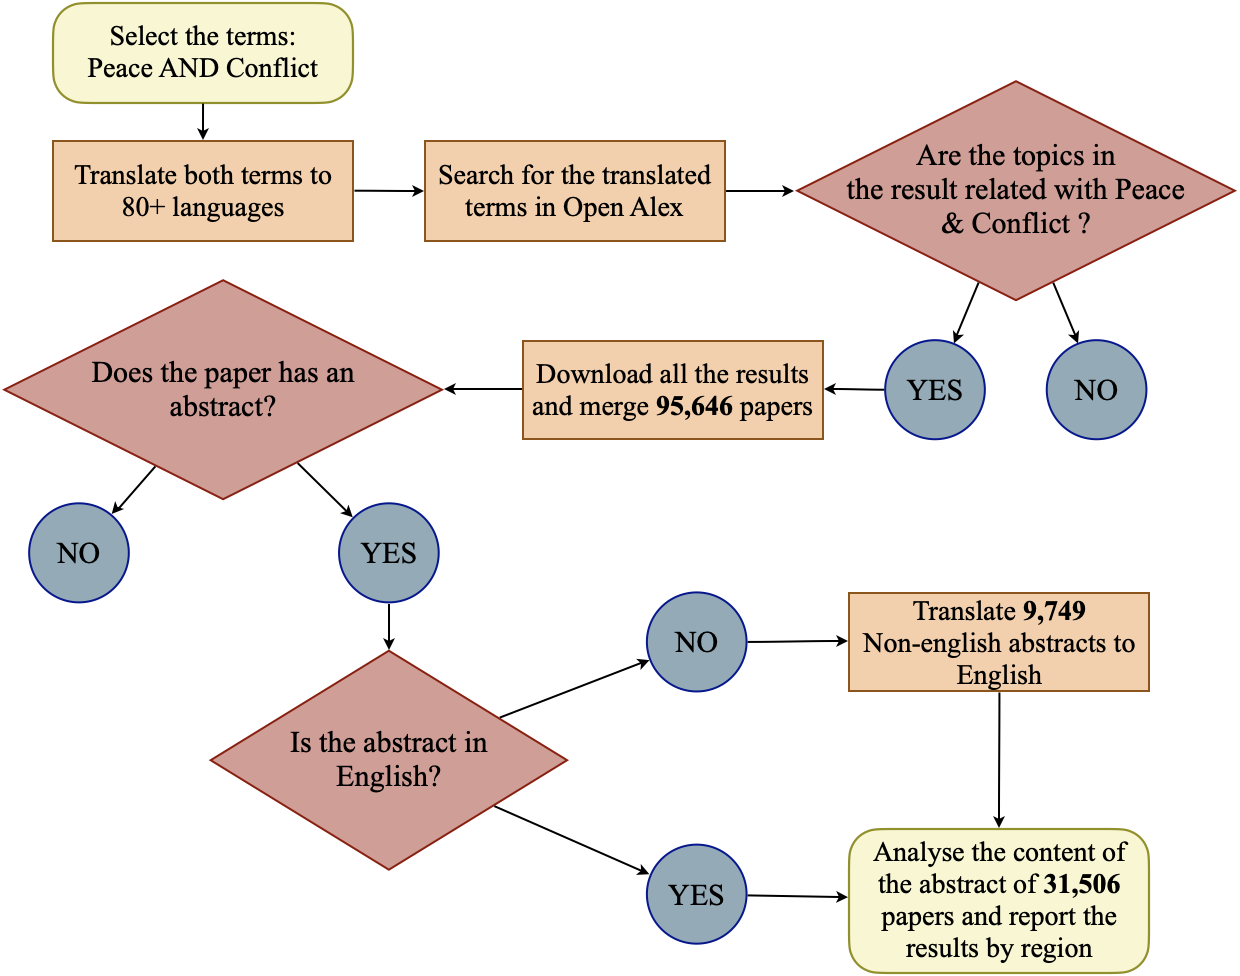 Select the terms:
Peace AND Conflict
Translate both terms to
80+ languages
Search for the translated
terms in Open Alex
Are the topics in
the result related with Peace
& Conflict ?
YES
NO
Download all the results
and merge 95,646 papers
Does the paper has an
abstract?
NO
YES
Is the abstract in
English?
NO
Translate 9,749
Non-english abstracts to
English
YES
Analyse the content of
the abstract of 31,506
papers and report the
results by region